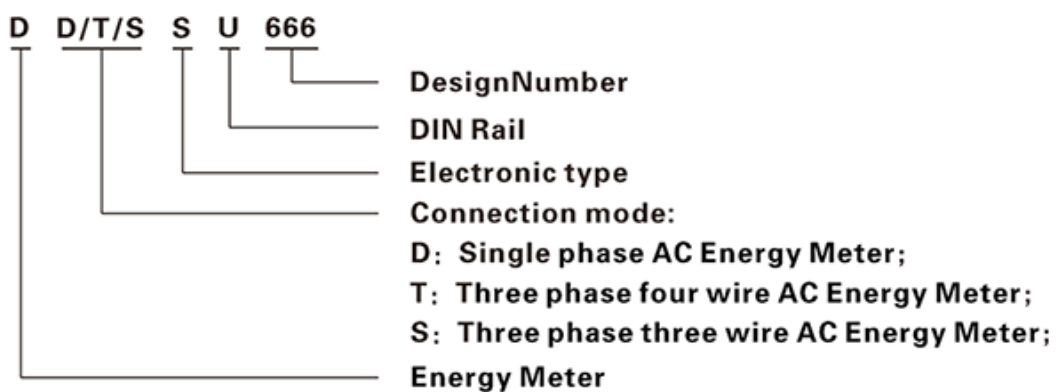 D D/T/S S U 666
DesignNumber
DIN Rail
Electronic type
Connection mode:
D: Single phase AC Energy Meter;
T: Three phase four wire AC Energy Meter;
S: Three phase three wire AC Energy Meter;
Energy Meter